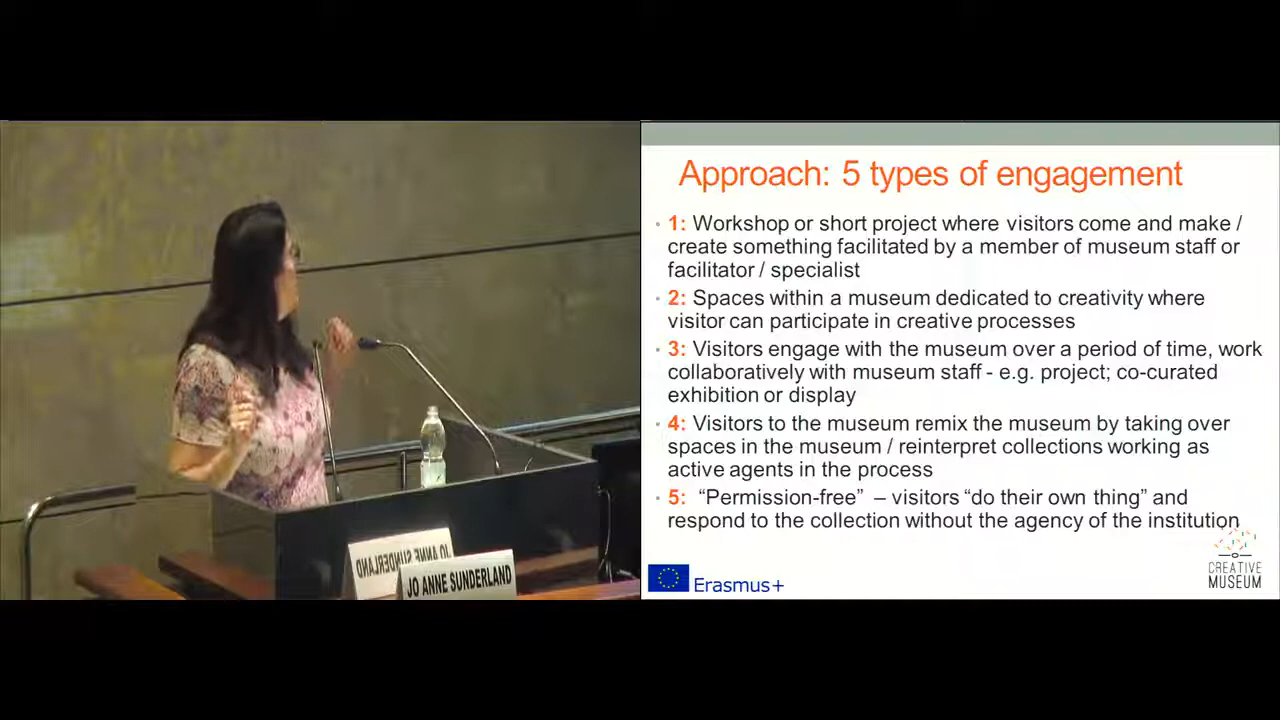 Approach: 5 types of engagement
• 1: Workshop or short project where visitors come and make /
create something facilitated by a member of museum staff or
facilitator / specialist
• 2: Spaces within a museum dedicated to creativity where
visitor can participate in creative processes
• 3: Visitors engage with the museum over a period of time, work
collaboratively with museum staff - e.g. project; co-curated
exhibition or display
• 4: Visitors to the museum remix the museum by taking over
spaces in the museum / reinterpret collections working as
active agents in the process
• 5: “Permission-free” – visitors “do their own thing” and
respond to the collection without the agency of the institution
Erasmus+
CREATIVE
MUSEUM
JO ANNE SUNDERLAND
JO ANNE SUNDERLAND